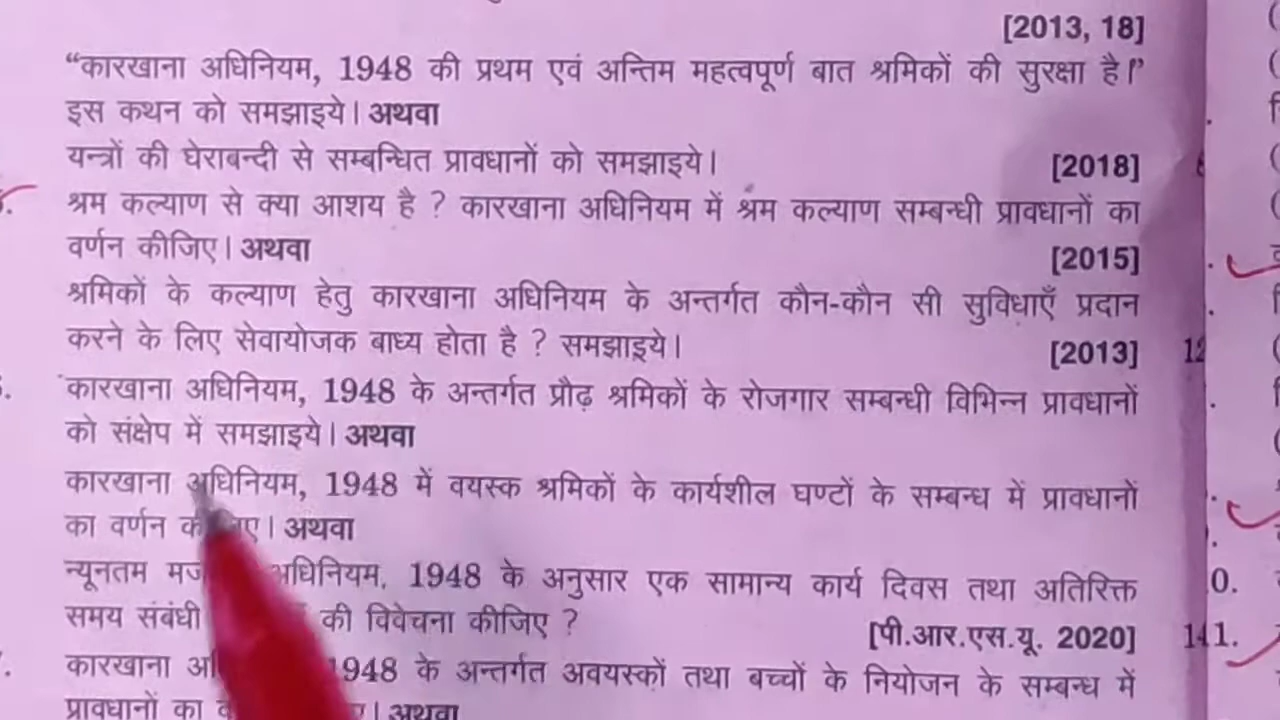 [2013, 18]
“कारखाना अधिनियम, 1948 की प्रथम एवं अन्तिम महत्वपूर्ण बात श्रमिकों की सुरक्षा है।”
इस कथन को समझाइये। अथवा
यन्त्रों की घेराबन्दी से सम्बन्धित प्रावधानों को समझाइये। [2018]
श्रम कल्याण से क्या आशय है ? कारखाना अधिनियम में श्रम कल्याण सम्बन्धी प्रावधानों का
वर्णन कीजिए। अथवा [2015]
श्रमिकों के कल्याण हेतु कारखाना अधिनियम के अन्तर्गत कौन-कौन सी सुविधाएँ प्रदान
करने के लिए सेवायोजक बाध्य होता है ? समझाइये। [2013]
कारखाना अधिनियम, 1948 के अन्तर्गत प्रौढ़ श्रमिकों के रोजगार सम्बन्धी विभिन्न प्रावधानों
को संक्षेप में समझाइये। अथवा
कारखाना अधिनियम, 1948 में वयस्क श्रमिकों के कार्यशील घण्टों के सम्बन्ध में प्रावधानों
का वर्णन अथवा
न्यूनतम अधिनियम, 1948 के अनुसार एक सामान्य कार्य दिवस तथा अतिरिक्त
समय संबंधी की विवेचना कीजिए ?
[पी.आर.एस.यू. 2020]
कारखाना 1948 के अन्तर्गत अवयस्कों तथा बच्चों के नियोजन के सम्बन्ध में
प्रावधानों का अथवा